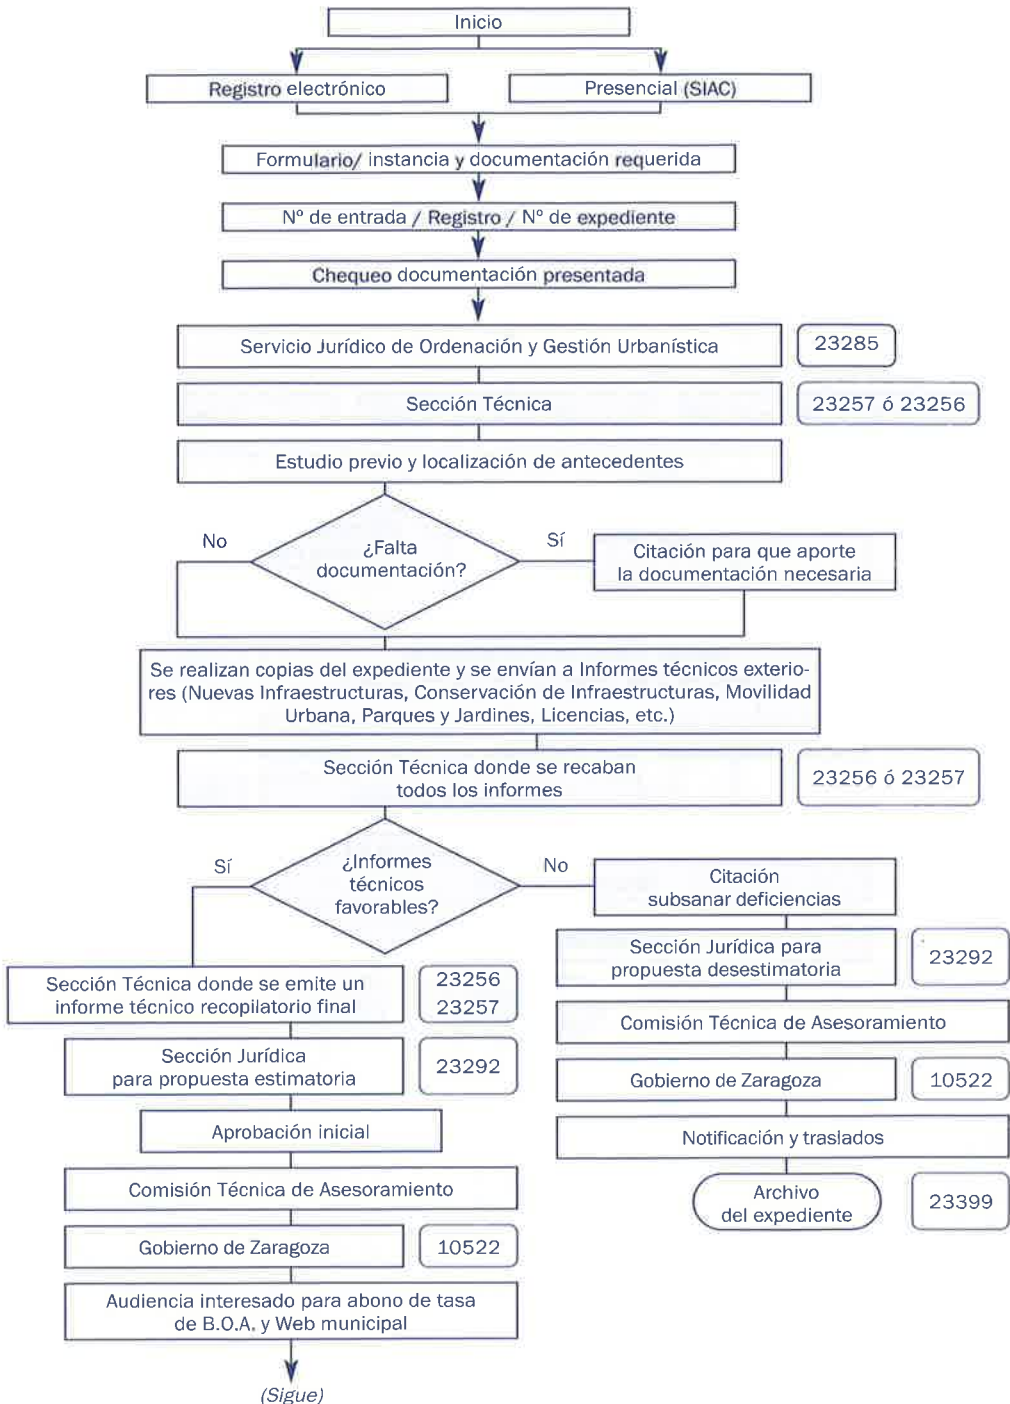 Inicio
Registro electrónico
Presencial (SIAC)
Formulario/ instancia y documentación requerida
Nº de entrada / Registro / Nº de expediente
Chequeo documentación presentada
Servicio Jurídico de Ordenación y Gestión Urbanística
23285
Sección Técnica
23257 ó 23256
Estudio previo y localización de antecedentes
No
¿Falta
documentación?
Sí
Citación para que aporte
la documentación necesaria
Se realizan copias del expediente y se envían a Informes técnicos exterio-
res (Nuevas Infraestructuras, Conservación de Infraestructuras, Movilidad
Urbana, Parques y Jardines, Licencias, etc.)
Sección Técnica donde se recaban
todos los informes
23256 ó 23257
Sí
¿Informes
técnicos
favorables?
No
Citación
subsanar deficiencias
Sección Jurídica para
propuesta desestimatoria
23292
Comisión Técnica de Asesoramiento
Gobierno de Zaragoza
10522
Notificación y traslados
Archivo
del expediente
23399
Sección Técnica donde se emite un
informe técnico recopilatorio final
23256
23257
Sección Jurídica
para propuesta estimatoria
23292
Aprobación inicial
Comisión Técnica de Asesoramiento
Gobierno de Zaragoza
10522
Audiencia interesado para abono de tasa
de B.O.A. y Web municipal
(Sigue)